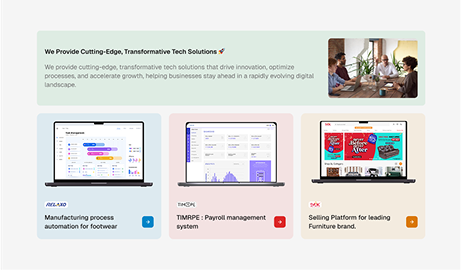 We Provide Cutting-Edge, Transformative Tech Solutions 🚀
We provide cutting-edge, transformative tech solutions that drive innovation, optimize
processes, and accelerate growth, helping businesses stay ahead in a rapidly evolving digital
landscape.
RELAXO
Manufacturing process
automation for footwear
TIMRPE : Payroll management
system
Selling Platform for leading
Furniture brand.